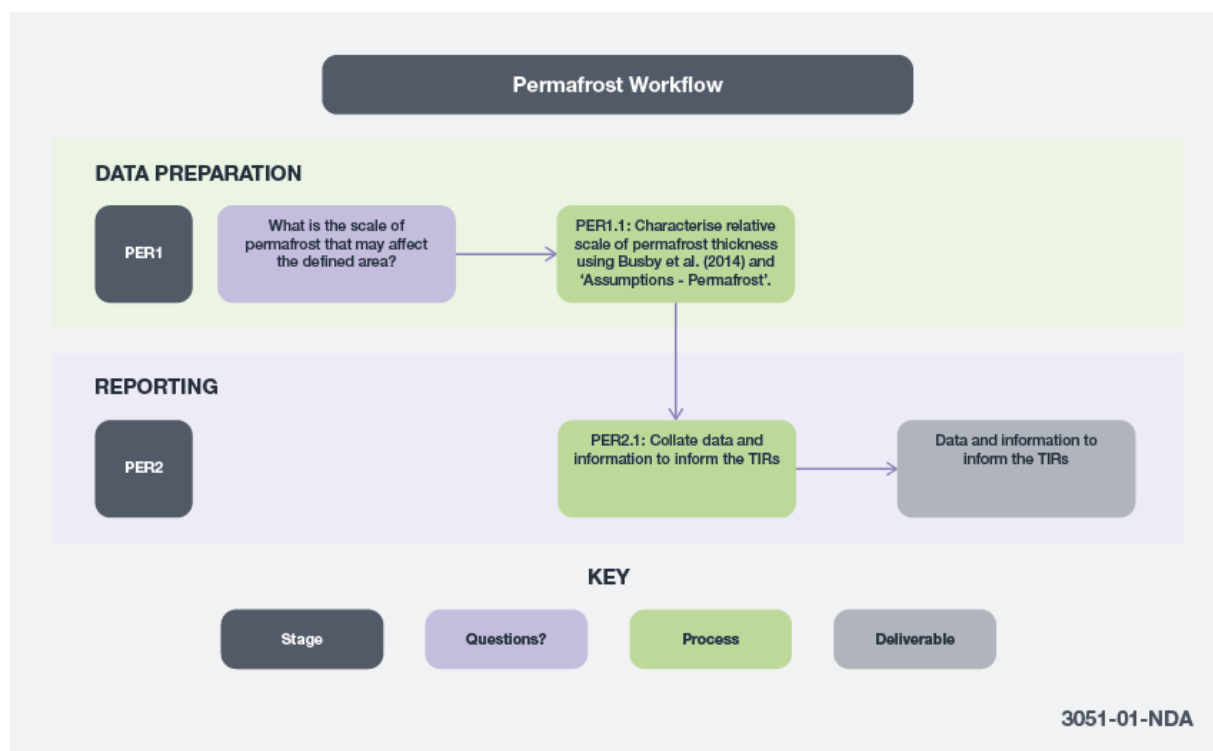 Permafrost Workflow
DATA PREPARATION
PER1
What is the scale of
permafrost that may affect
the defined area?
PER1.1: Characterise relative
scale of permafrost thickness
using Busby et al. (2014) and
‘Assumptions - Permafrost’.
REPORTING
PER2
PER2.1: Collate data and
information to inform the TIRs
Data and information to
inform the TIRs
KEY
Stage
Questions?
Process
Deliverable
3051-01-NDA